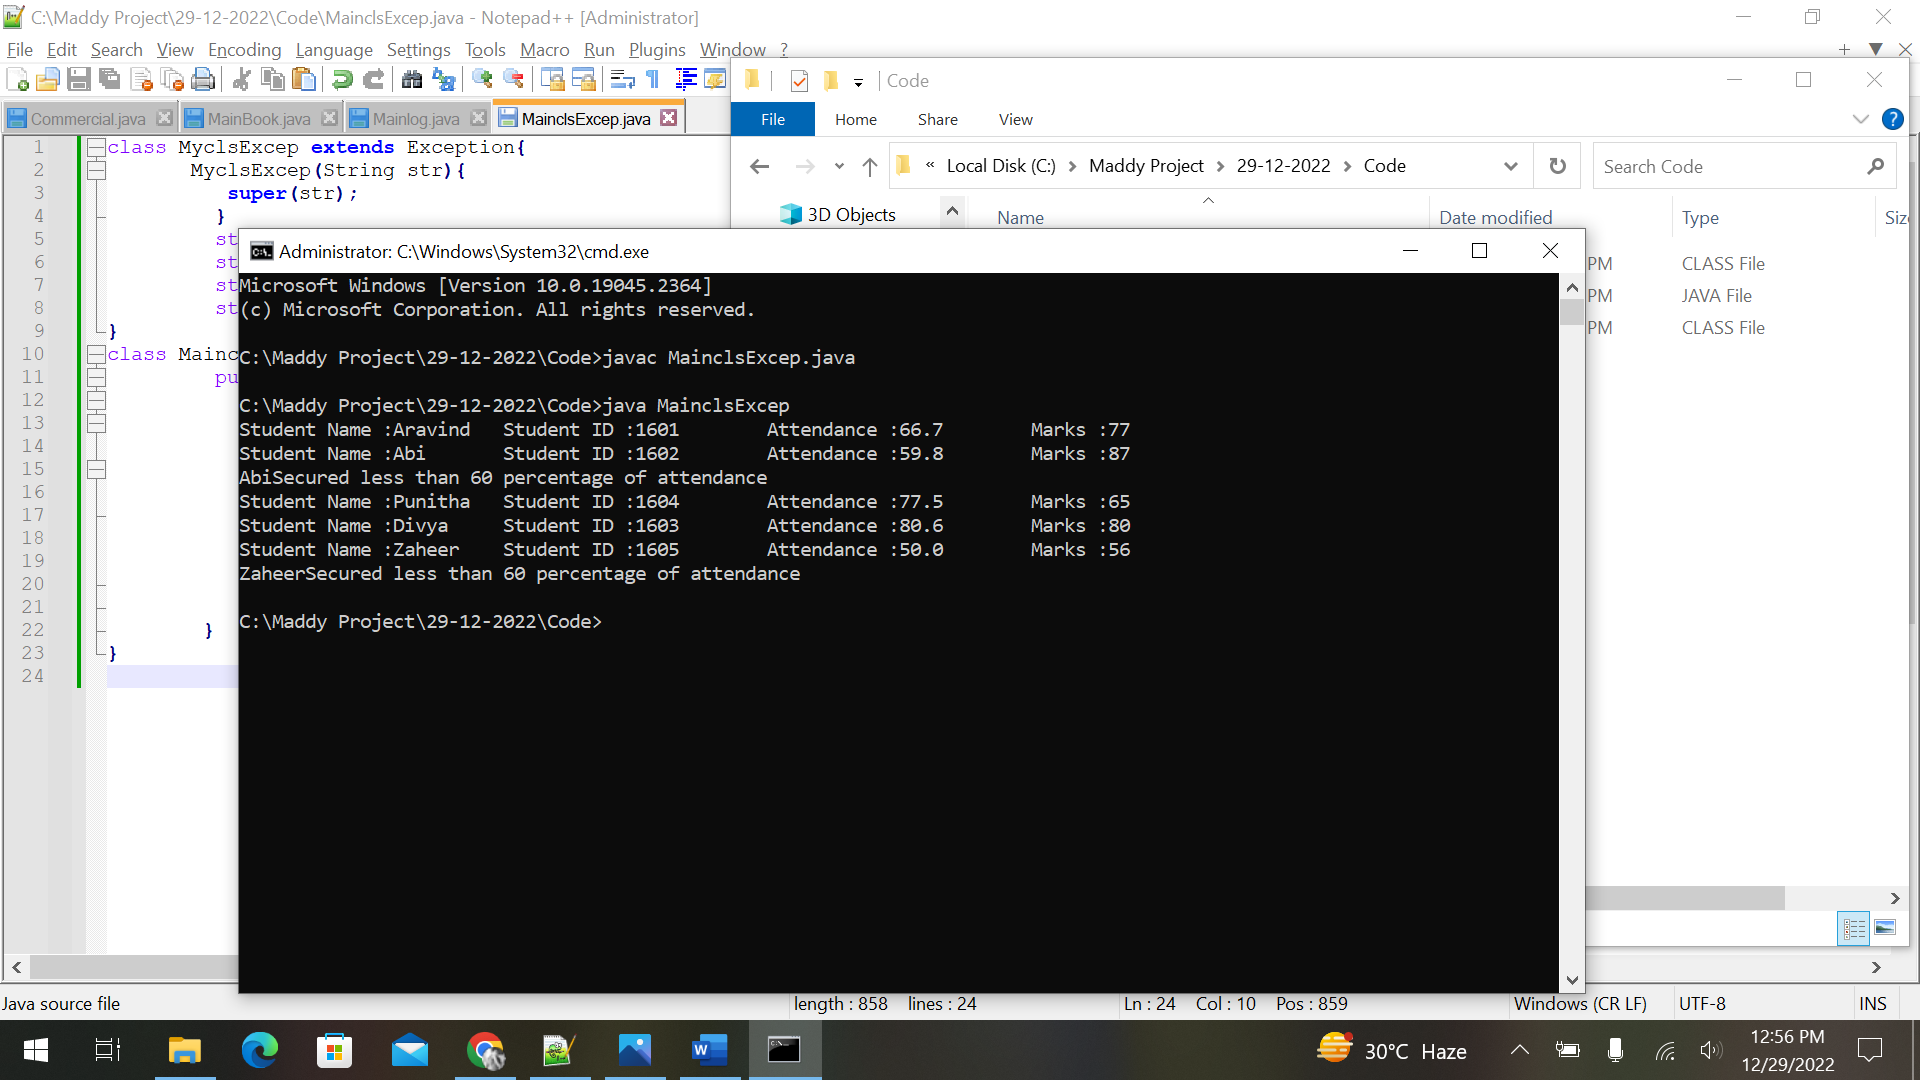 C:\Maddy Project\29-12-2022\Code\MainclsExcep.java - Notepad++ [Administrator]
File Edit Search View Encoding Language Settings Tools Macro Run Plugins Window ?
Commercial.java MainBook.java Mainlog.java MainclsExcep.java
1 class MyclsExcep extends Exception{
2 MyclsExcep(String str){
3 super(str);
4 }
5 st
6 st
7 st
8 st
9 }
10 class Mainc
11 pu
12
13
14
15
16
17
18
19
20
21
22 }
23 }
24
Code
File Home Share View
« Local Disk (C:) > Maddy Project > 29-12-2022 > Code
Search Code
3D Objects
Name Date modified Type Siz
PM CLASS File
PM JAVA File
PM CLASS File
Administrator: C:\Windows\System32\cmd.exe
Microsoft Windows [Version 10.0.19045.2364]
(c) Microsoft Corporation. All rights reserved.
C:\Maddy Project\29-12-2022\Code>javac MainclsExcep.java
C:\Maddy Project\29-12-2022\Code>java MainclsExcep
Student Name :Aravind Student ID :1601 Attendance :66.7 Marks :77
Student Name :Abi Student ID :1602 Attendance :59.8 Marks :87
AbiSecured less than 60 percentage of attendance
Student Name :Punitha Student ID :1604 Attendance :77.5 Marks :65
Student Name :Divya Student ID :1603 Attendance :80.6 Marks :80
Student Name :Zaheer Student ID :1605 Attendance :50.0 Marks :56
ZaheerSecured less than 60 percentage of attendance
C:\Maddy Project\29-12-2022\Code>
Java source file length : 858 lines : 24 Ln : 24 Col : 10 Pos : 859 Windows (CR LF) UTF-8 INS
30°C Haze
12:56 PM
12/29/2022